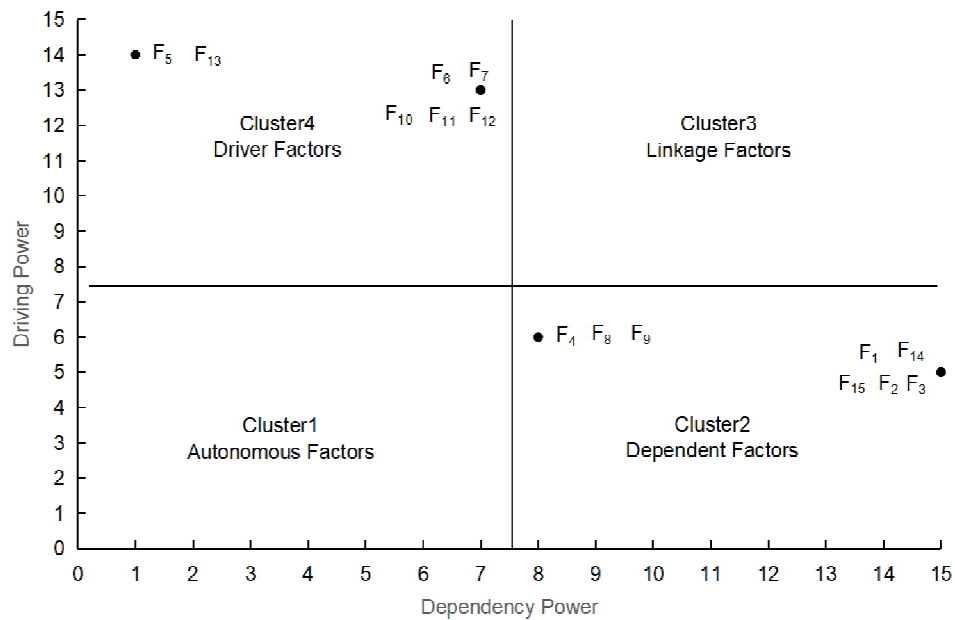 15
14
13
12
11
10
9
8
7
6
5
4
3
2
1
0
Driving Power
F5 F13
F6 F7
F10 F11 F12
Cluster4
Driver Factors
Cluster3
Linkage Factors
F4 F8 F9
F1 F14
F15 F2 F3
Cluster1
Autonomous Factors
Cluster2
Dependent Factors
0 1 2 3 4 5 6 7 8 9 10 11 12 13 14 15
Dependency Power